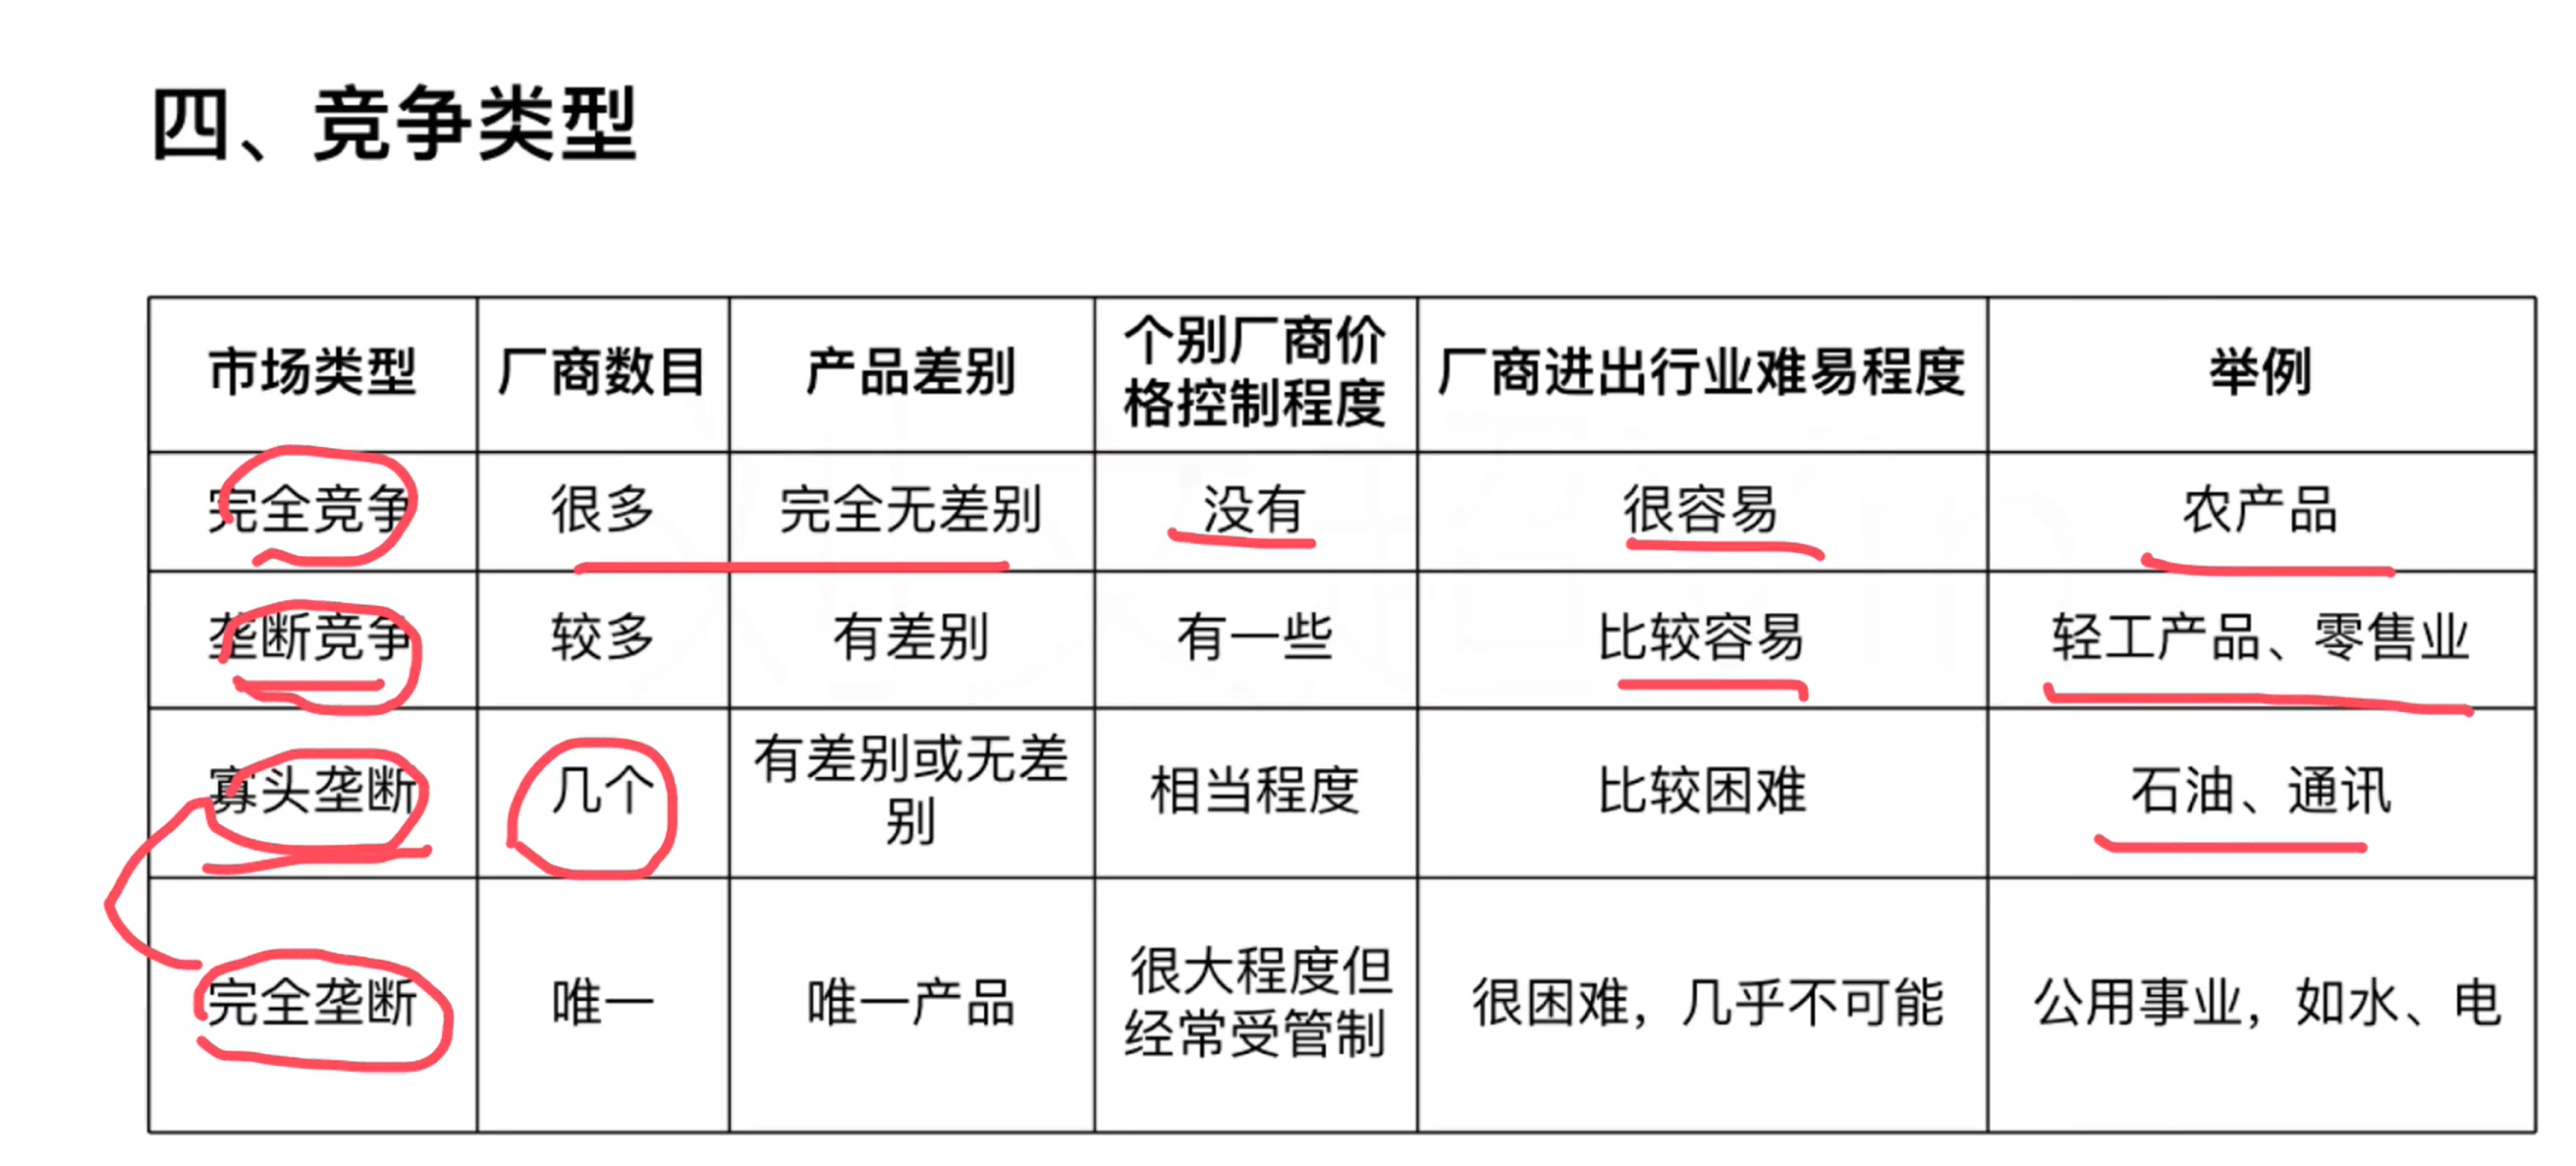 四、竞争类型
市场类型 厂商数目 产品差别 个别厂商价格控制程度 厂商进出行业难易程度 举例
完全竞争 很多 完全无差别 没有 很容易 农产品
垄断竞争 较多 有差别 有一些 比较容易 轻工产品、零售业
寡头垄断 几个 有差别或无差别 相当程度 比较困难 石油、通讯
完全垄断 唯一 唯一产品 很大程度但经常受管制 很困难，几乎不可能 公用事业，如水、电